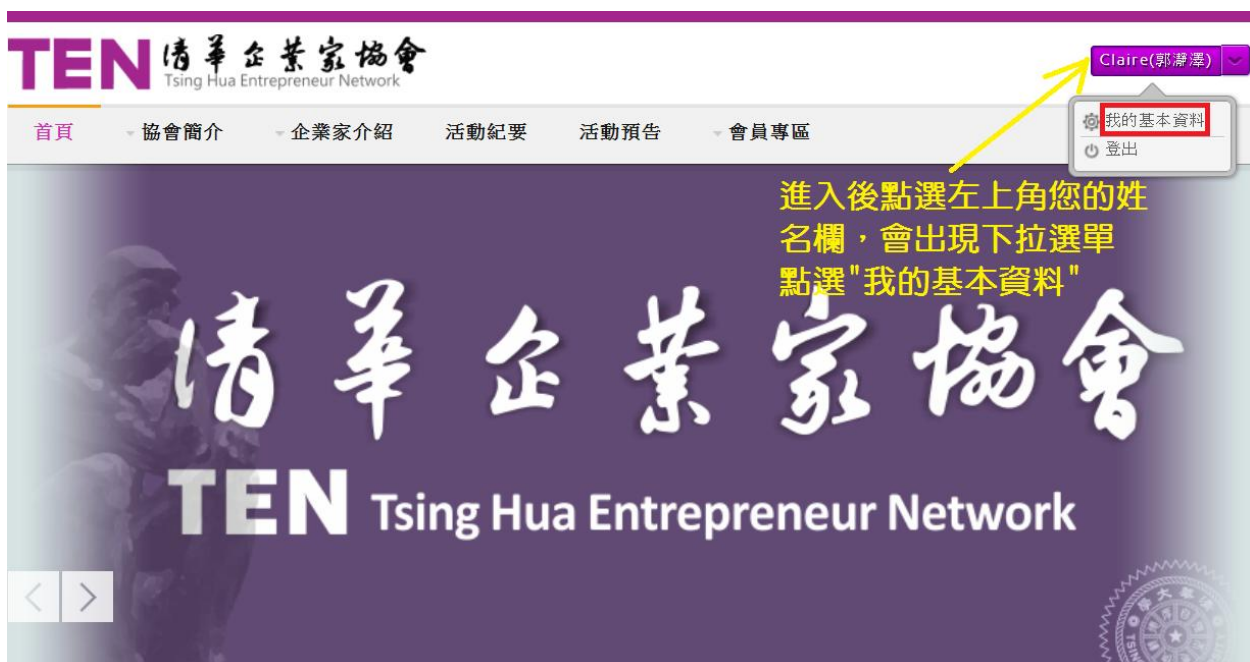 TEN 清華企業家協會
Tsing Hua Entrepreneur Network
Claire(郭瀞澤)
首頁 協會簡介 企業家介紹 活動紀要 活動預告 會員專區
我的基本資料
登出
進入後點選左上角您的姓
名欄，會出現下拉選單
點選"我的基本資料"
清華企業家協會
TEN Tsing Hua Entrepreneur Network